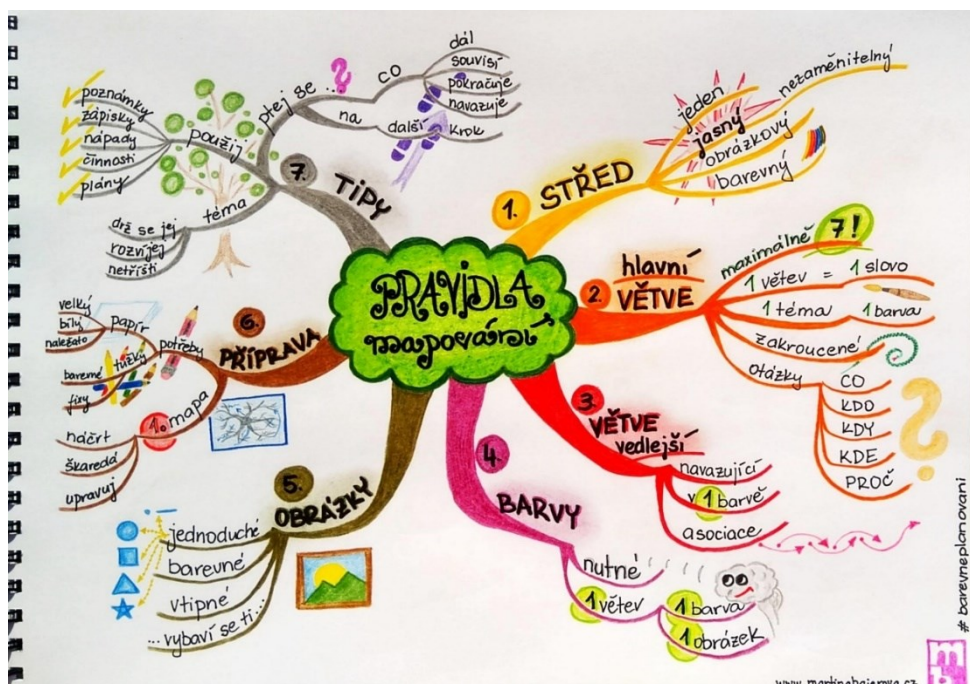 PRAVIDLA
mapování
1. STŘED
jeden
jasný
nezaměnitelný
obrázkový
barevný
2. hlavní
VĚTVE
maximálně 7!
1 větev = 1 slovo
1 téma 1 barva
zakroucené
otázky
CO
KDO
KDY
KDE
PROČ
3. VĚTVE
vedlejší
navazující
v 1 barvě
asociace
4. BARVY
nutné
1 větev
1 barva
1 obrázek
5. OBRÁZKY
jednoduché
barevné
vtipné
...vybaví se ti...
6. PŘÍPRAVA
potřeby
papír
velký
bílý
naležato
tužky
barevné
fixy
1. mapa
náčrt
škaredá
upravuj
7. TIPY
ptej se ...
co
dál
souvisí
pokračuje
navazuje
na další krok
použij
poznámky
zápisky
nápady
činnosti
plány
téma
drž se jej
rozvíjej
netříšti
#barevneplanovani
www.martinabajerova.cz